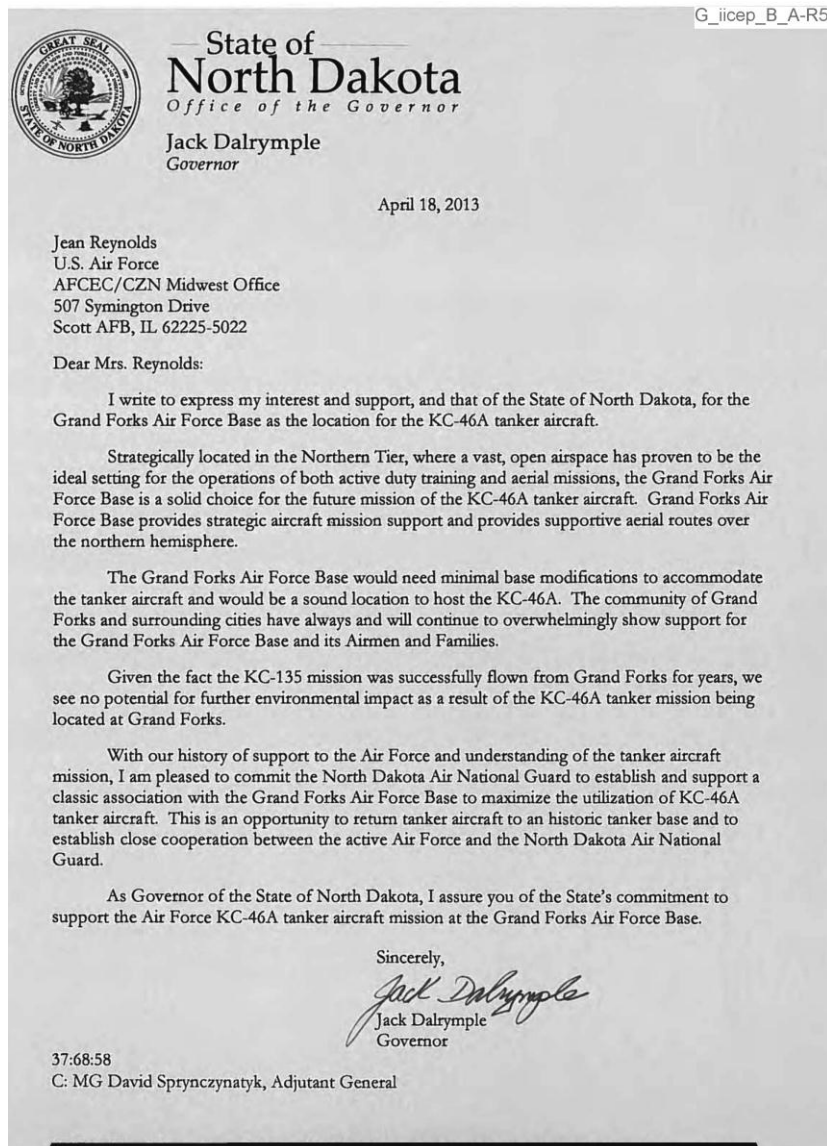 G_iicep_B_A-R5
GREAT SEAL
STATE OF NORTH DAKOTA
OCTOBER 1ST
1889
State of
North Dakota
Office of the Governor
Jack Dalrymple
Governor
April 18, 2013
Jean Reynolds
U.S. Air Force
AFCEC/CZN Midwest Office
507 Symington Drive
Scott AFB, IL 62225-5022
Dear Mrs. Reynolds:
I write to express my interest and support, and that of the State of North Dakota, for the
Grand Forks Air Force Base as the location for the KC-46A tanker aircraft.
Strategically located in the Northern Tier, where a vast, open airspace has proven to be the
ideal setting for the operations of both active duty training and aerial missions, the Grand Forks Air
Force Base is a solid choice for the future mission of the KC-46A tanker aircraft. Grand Forks Air
Force Base provides strategic aircraft mission support and provides supportive aerial routes over
the northern hemisphere.
The Grand Forks Air Force Base would need minimal base modifications to accommodate
the tanker aircraft and would be a sound location to host the KC-46A. The community of Grand
Forks and surrounding cities have always and will continue to overwhelmingly show support for
the Grand Forks Air Force Base and its Airmen and Families.
Given the fact the KC-135 mission was successfully flown from Grand Forks for years, we
see no potential for further environmental impact as a result of the KC-46A tanker mission being
located at Grand Forks.
With our history of support to the Air Force and understanding of the tanker aircraft
mission, I am pleased to commit the North Dakota Air National Guard to establish and support a
classic association with the Grand Forks Air Force Base to maximize the utilization of KC-46A
tanker aircraft. This is an opportunity to return tanker aircraft to an historic tanker base and to
establish close cooperation between the active Air Force and the North Dakota Air National
Guard.
As Governor of the State of North Dakota, I assure you of the State's commitment to
support the Air Force KC-46A tanker aircraft mission at the Grand Forks Air Force Base.
Sincerely,
Jack Dalrymple
Jack Dalrymple
Governor
37:68:58
C: MG David Sprynczynatyk, Adjutant General